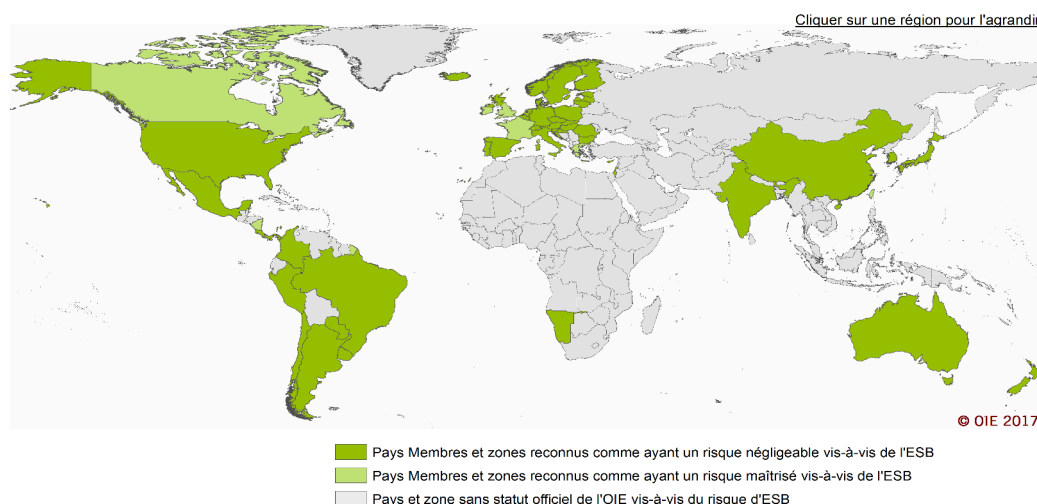 Cliquer sur une région pour l'agrandir
© OIE 2017
Pays Membres et zones reconnus comme ayant un risque négligeable vis-à-vis de l'ESB
Pays Membres et zones reconnus comme ayant un risque maîtrisé vis-à-vis de l'ESB
Pays et zone sans statut officiel de l'OIE vis-à-vis du risque d'ESB